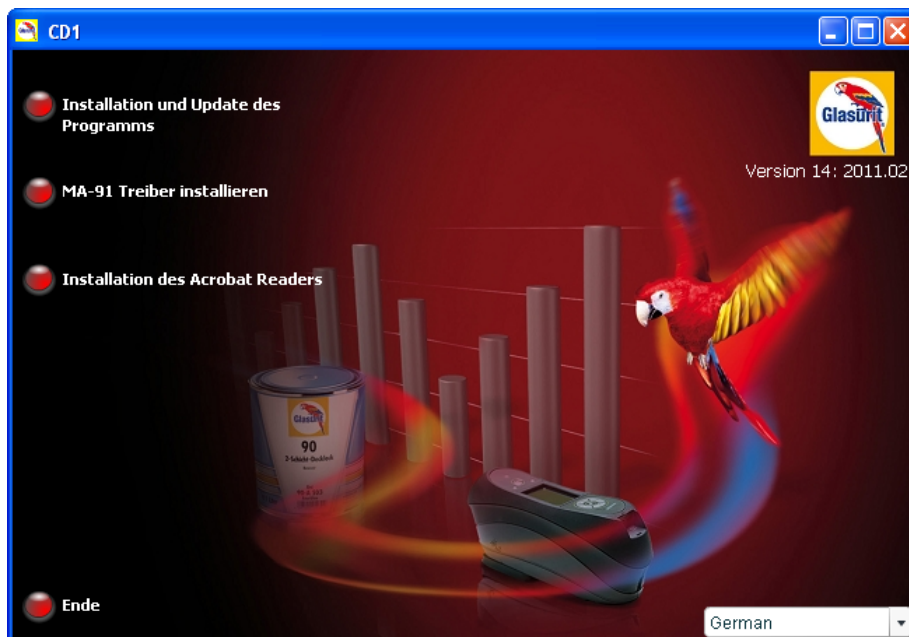 CD1
Installation und Update des
Programms
Glasurit
Version 14: 2011.02
MA-91 Treiber installieren
Installation des Acrobat Readers
Glasurit
90
Ende
German